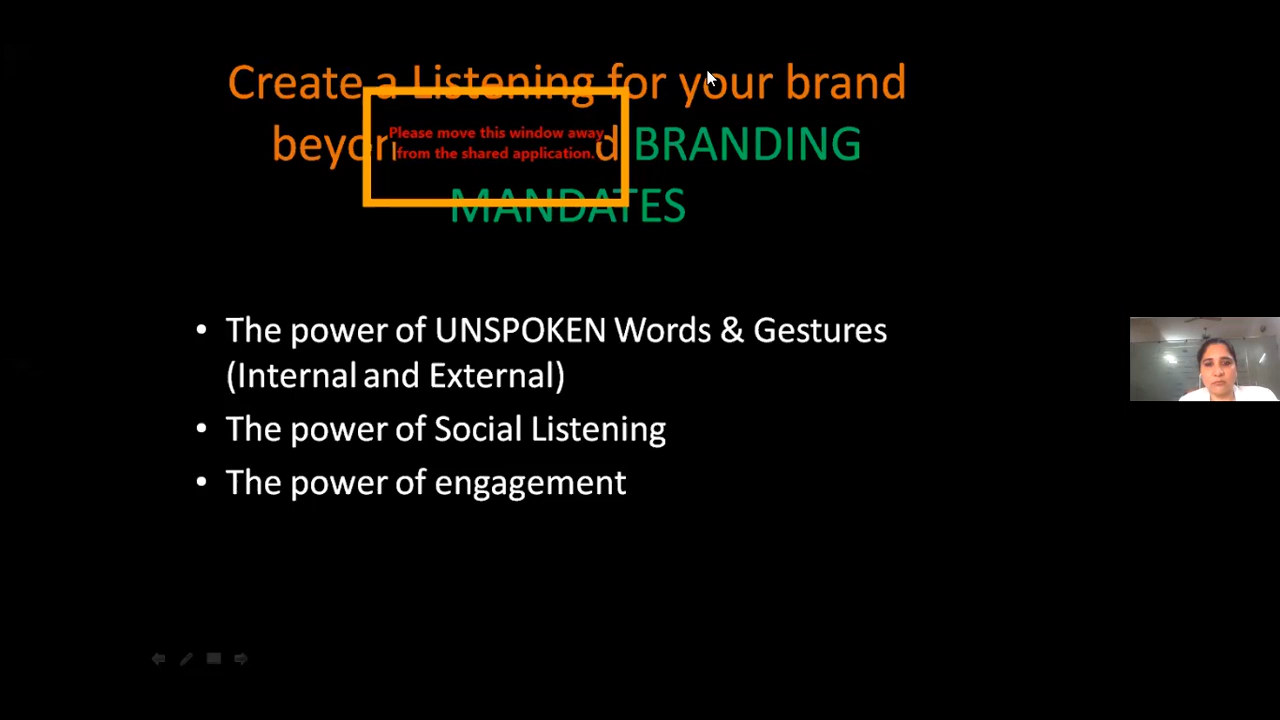 Create a Listening for your brand
Please move this window away
from the shared application.
BRANDING
MANDATES
• The power of UNSPOKEN Words & Gestures
(Internal and External)
• The power of Social Listening
• The power of engagement